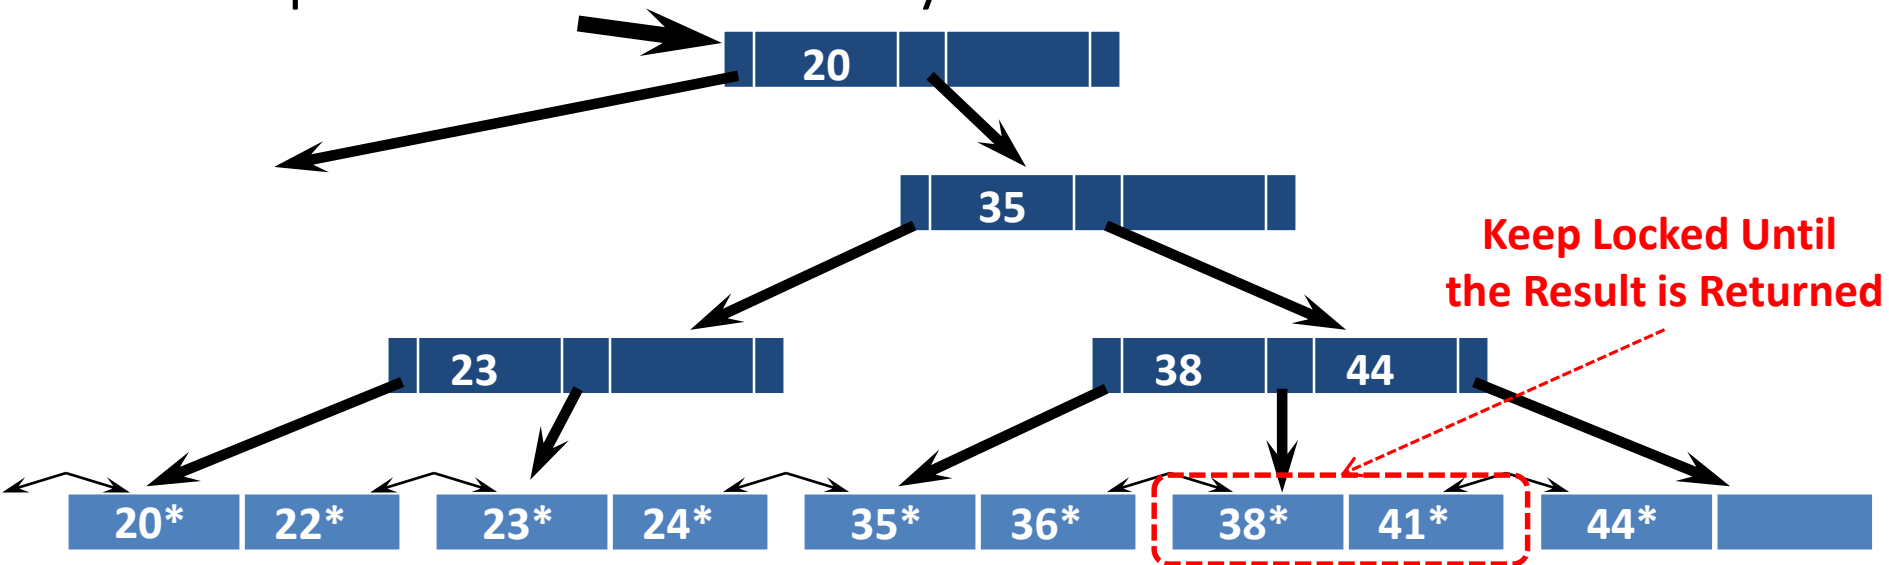 20
35
Keep Locked Until
the Result is Returned
23
38 44
20* 22* 23* 24* 35* 36* 38* 41* 44*